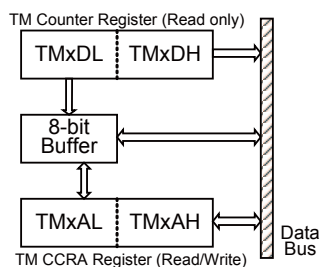 TM Counter Register (Read only)
TMxDL TMxDH
8-bit
Buffer
TMxAL TMxAH
TM CCRA Register (Read/Write)
Data
Bus